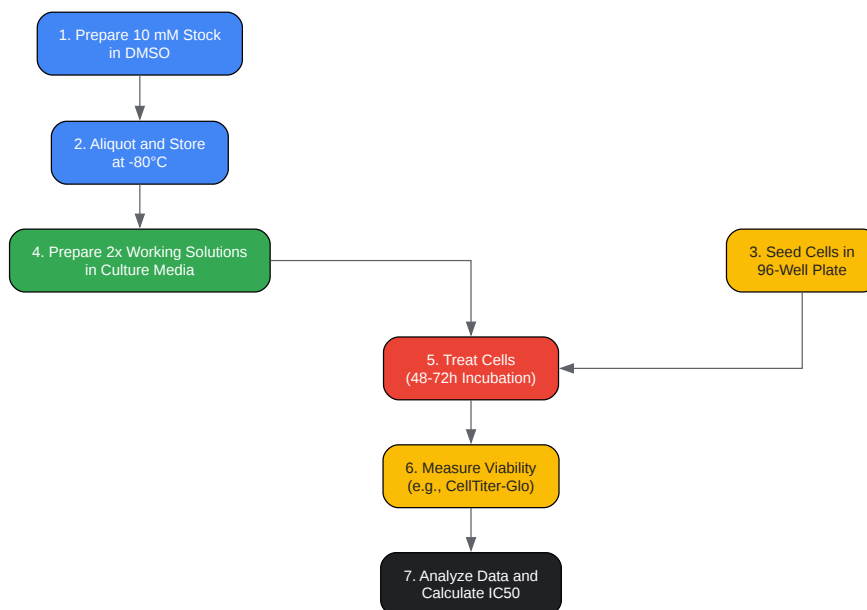 1. Prepare 10 mM Stock
in DMSO
2. Aliquot and Store
at -80°C
4. Prepare 2x Working Solutions
in Culture Media
3. Seed Cells in
96-Well Plate
5. Treat Cells
(48-72h Incubation)
6. Measure Viability
(e.g., CellTiter-Glo)
7. Analyze Data and
Calculate IC50